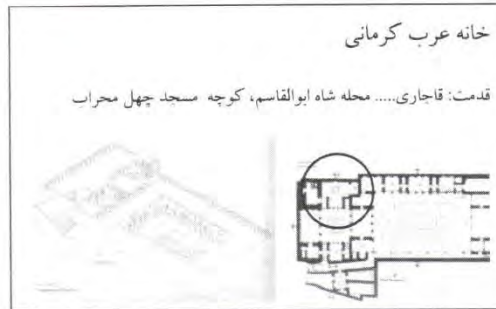 خانه عرب کرمانی
قدمت: قاجاری..... محله شاه ابوالقاسم، کوچه مسجد چهل محراب